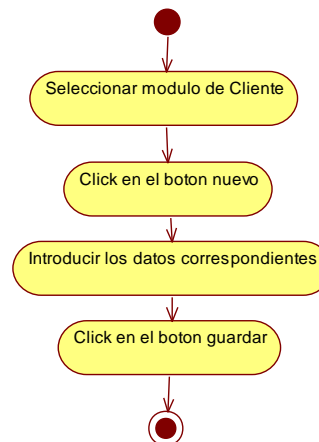 Seleccionar modulo de Cliente
Click en el boton nuevo
Introducir los datos correspondientes
Click en el boton guardar